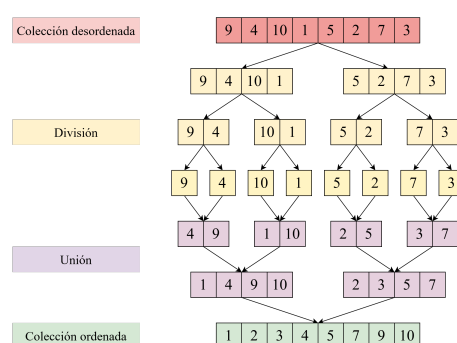 Colección desordenada 9 4 10 1 5 2 7 3
9 4 10 1 5 2 7 3
División 9 4 10 1 5 2 7 3
9 4 10 1 5 2 7 3
4 9 1 10 2 5 3 7
Unión
1 4 9 10 2 3 5 7
Colección ordenada 1 2 3 4 5 7 9 10